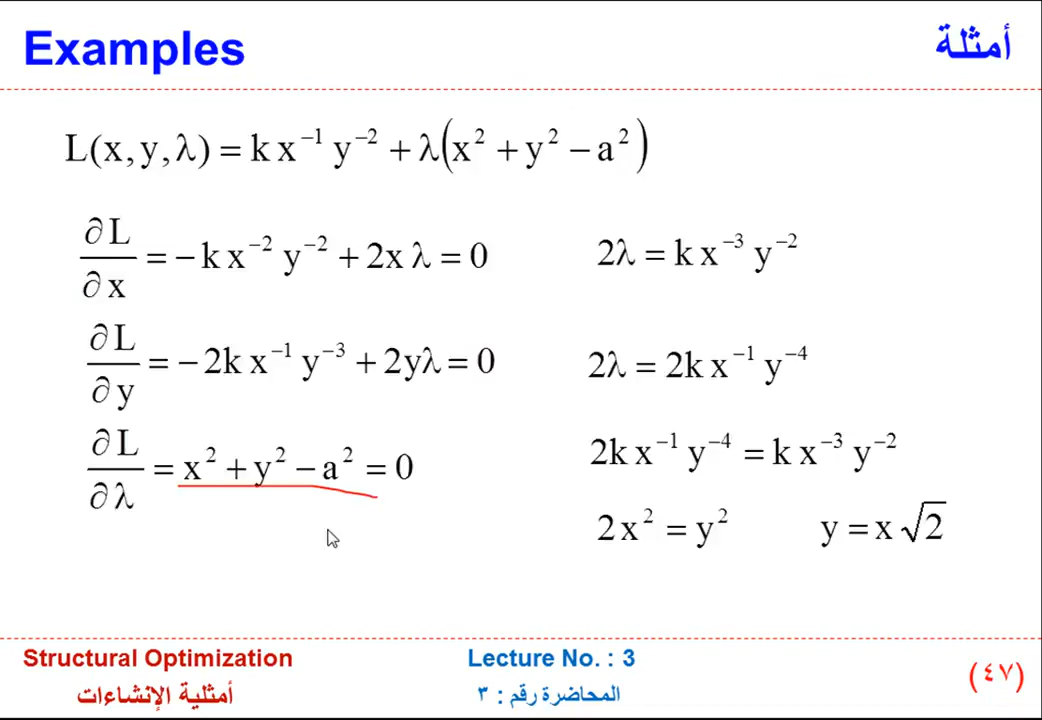 Examples
أمثلة
L(x, y, λ) = k x⁻¹ y⁻² + λ(x² + y² − a²)
∂L/∂x = − k x⁻² y⁻² + 2x λ = 0
2λ = k x⁻³ y⁻²
∂L/∂y = − 2k x⁻¹ y⁻³ + 2yλ = 0
2λ = 2k x⁻¹ y⁻⁴
∂L/∂λ = x² + y² − a² = 0
2k x⁻¹ y⁻⁴ = k x⁻³ y⁻²
2x² = y²
y = x √2
Structural Optimization
Lecture No. : 3
أمثلية الإنشاءات
المحاضرة رقم : ٣
(٤٧)